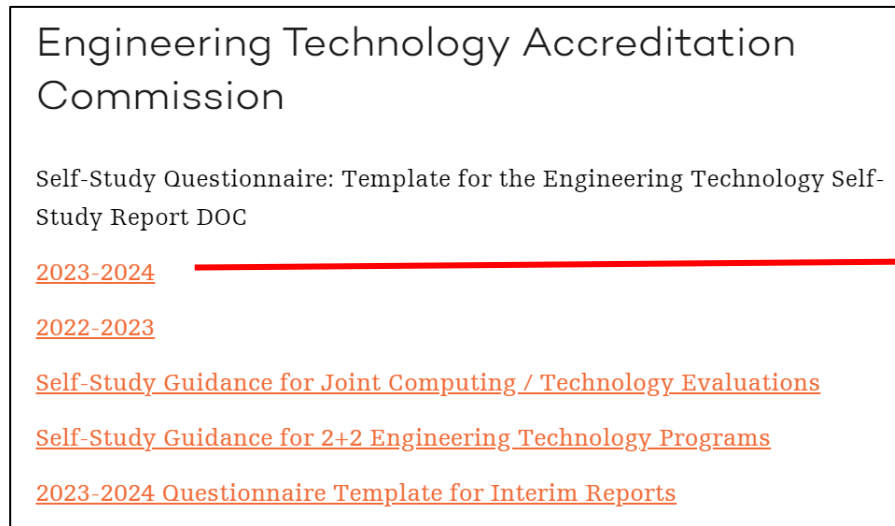 Engineering Technology Accreditation
Commission
Self-Study Questionnaire: Template for the Engineering Technology Self-
Study Report DOC
2023-2024
2022-2023
Self-Study Guidance for Joint Computing / Technology Evaluations
Self-Study Guidance for 2+2 Engineering Technology Programs
2023-2024 Questionnaire Template for Interim Reports